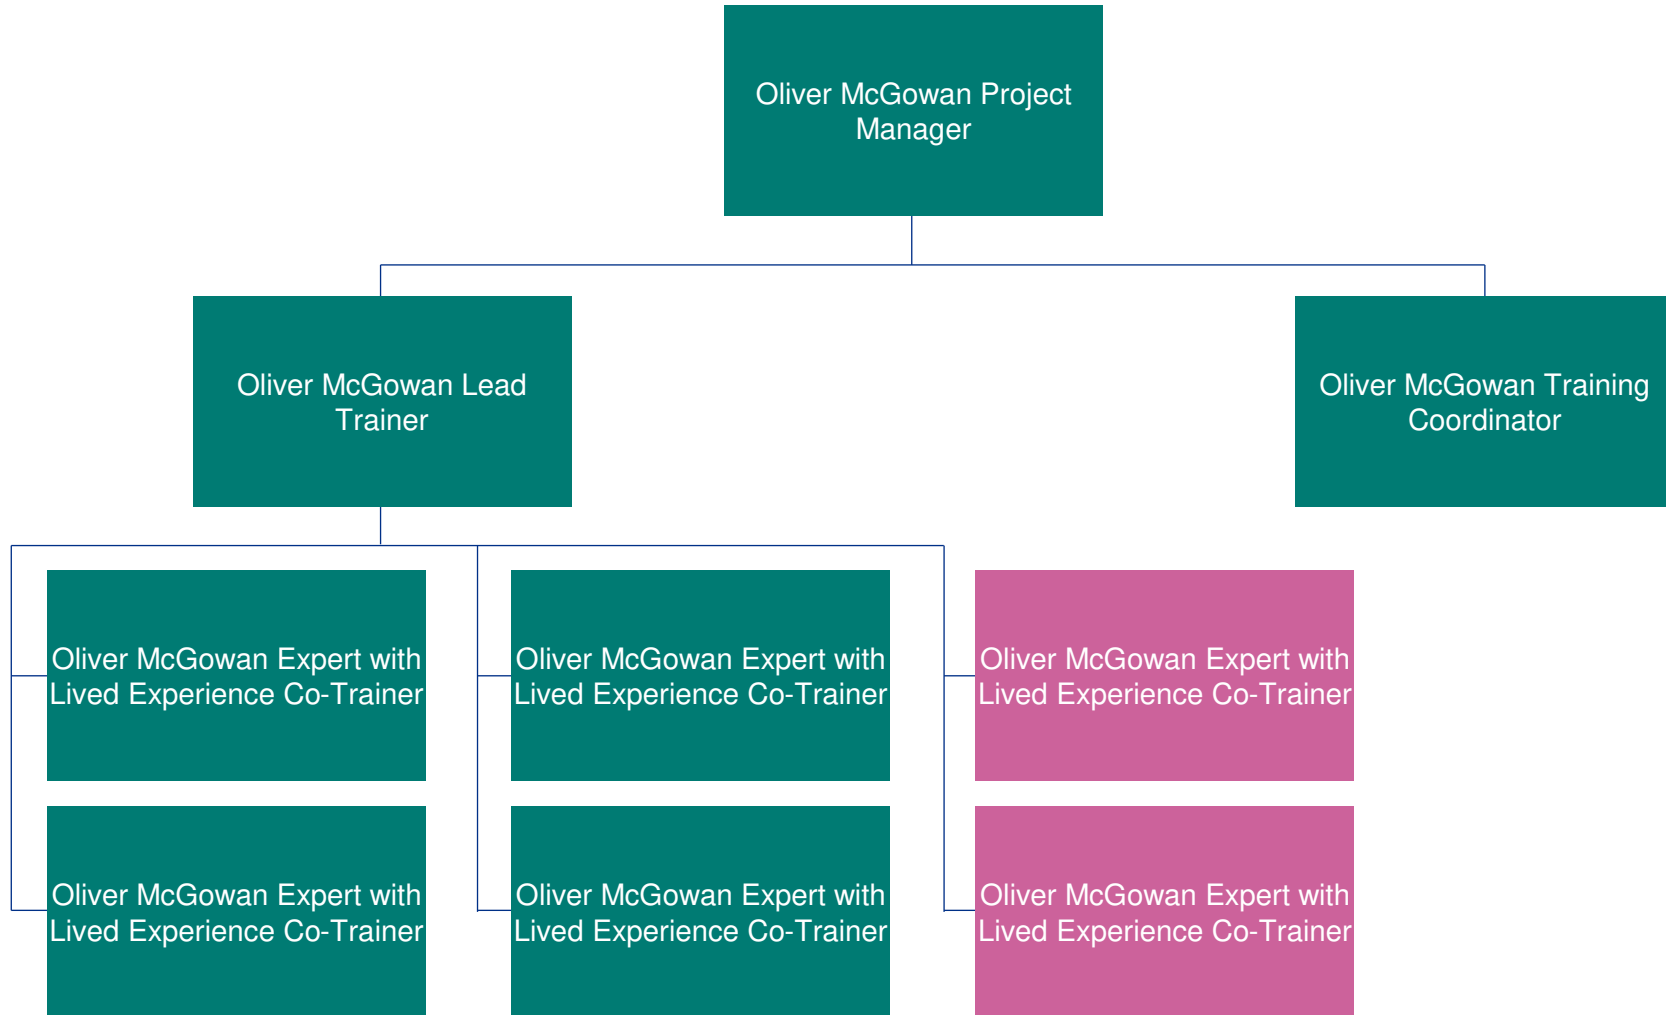 Oliver McGowan Project
Manager
Oliver McGowan Lead
Trainer
Oliver McGowan Training
Coordinator
Oliver McGowan Expert with
Lived Experience Co-Trainer
Oliver McGowan Expert with
Lived Experience Co-Trainer
Oliver McGowan Expert with
Lived Experience Co-Trainer
Oliver McGowan Expert with
Lived Experience Co-Trainer
Oliver McGowan Expert with
Lived Experience Co-Trainer
Oliver McGowan Expert with
Lived Experience Co-Trainer